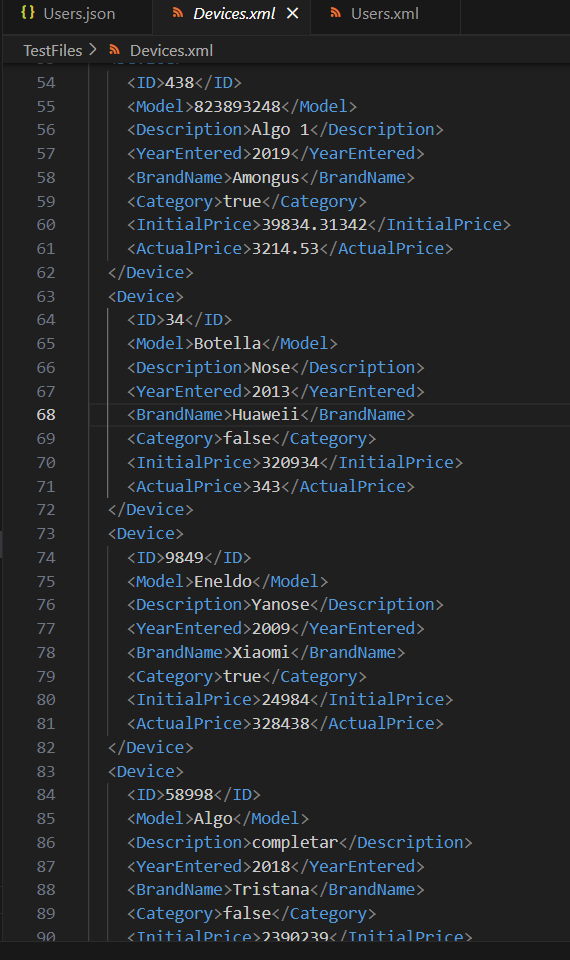 {} Users.json
Devices.xml
Users.xml
TestFiles > Devices.xml
54 <ID>438</ID>
55 <Model>823893248</Model>
56 <Description>Algo 1</Description>
57 <YearEntered>2019</YearEntered>
58 <BrandName>Amongus</BrandName>
59 <Category>true</Category>
60 <InitialPrice>39834.31342</InitialPrice>
61 <ActualPrice>3214.53</ActualPrice>
62 </Device>
63 <Device>
64 <ID>34</ID>
65 <Model>Botella</Model>
66 <Description>Nose</Description>
67 <YearEntered>2013</YearEntered>
68 <BrandName>Huaweii</BrandName>
69 <Category>false</Category>
70 <InitialPrice>320934</InitialPrice>
71 <ActualPrice>343</ActualPrice>
72 </Device>
73 <Device>
74 <ID>9849</ID>
75 <Model>Eneldo</Model>
76 <Description>Yanose</Description>
77 <YearEntered>2009</YearEntered>
78 <BrandName>Xiaomi</BrandName>
79 <Category>true</Category>
80 <InitialPrice>24984</InitialPrice>
81 <ActualPrice>328438</ActualPrice>
82 </Device>
83 <Device>
84 <ID>58998</ID>
85 <Model>Algo</Model>
86 <Description>completar</Description>
87 <YearEntered>2018</YearEntered>
88 <BrandName>Tristana</BrandName>
89 <Category>false</Category>
90 <InitialPrice>2390239</InitialPrice>